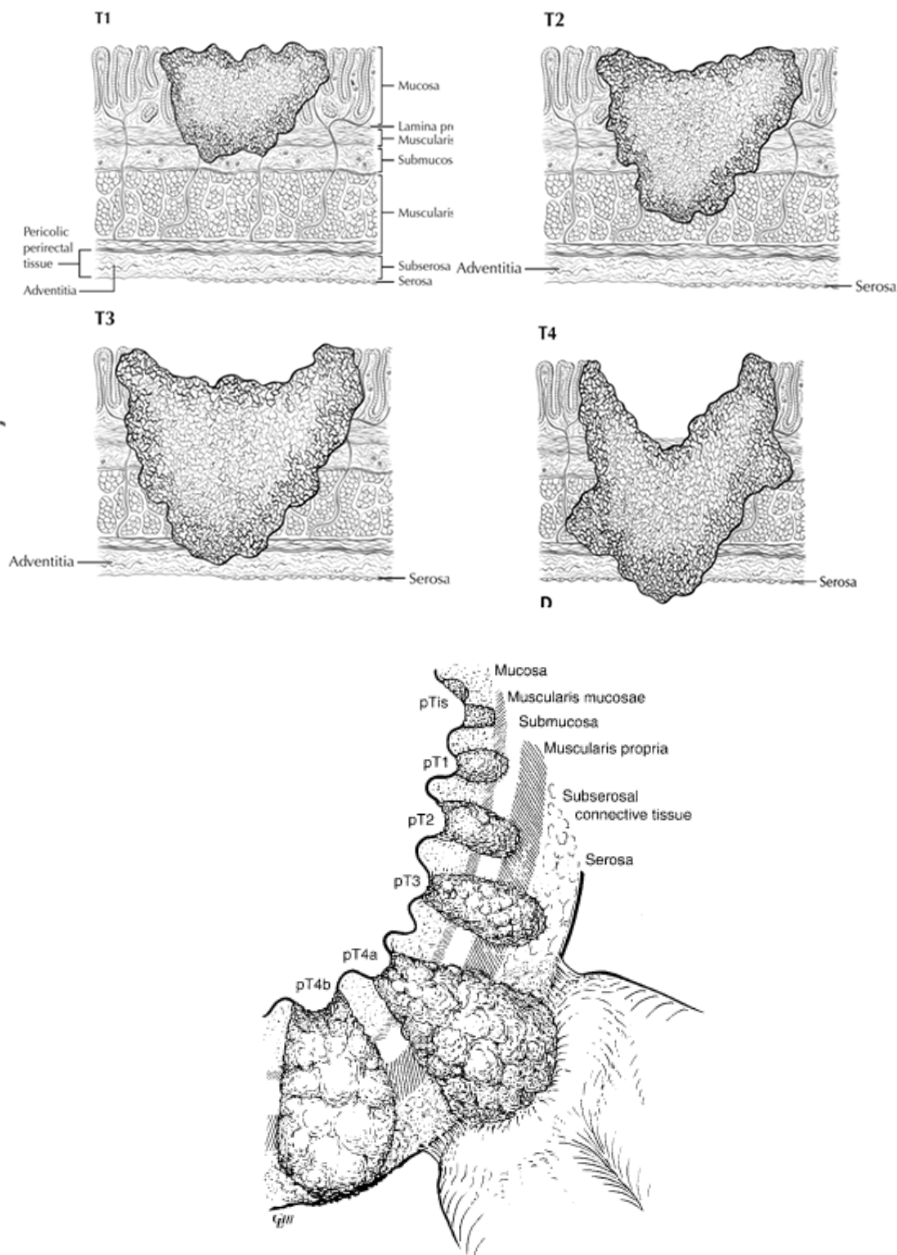 T1
Mucosa
Lamina pr
Muscularis
Submucos
Muscularis
Subserosa
Serosa
Pericolic
perirectal
tissue
Adventitia
T2
Adventitia
Serosa
T3
Adventitia
Serosa
T4
Serosa
D
Mucosa
pTis
Muscularis mucosae
Submucosa
Muscularis propria
pT1
Subserosal
connective tissue
pT2
Serosa
pT3
pT4a
pT4b